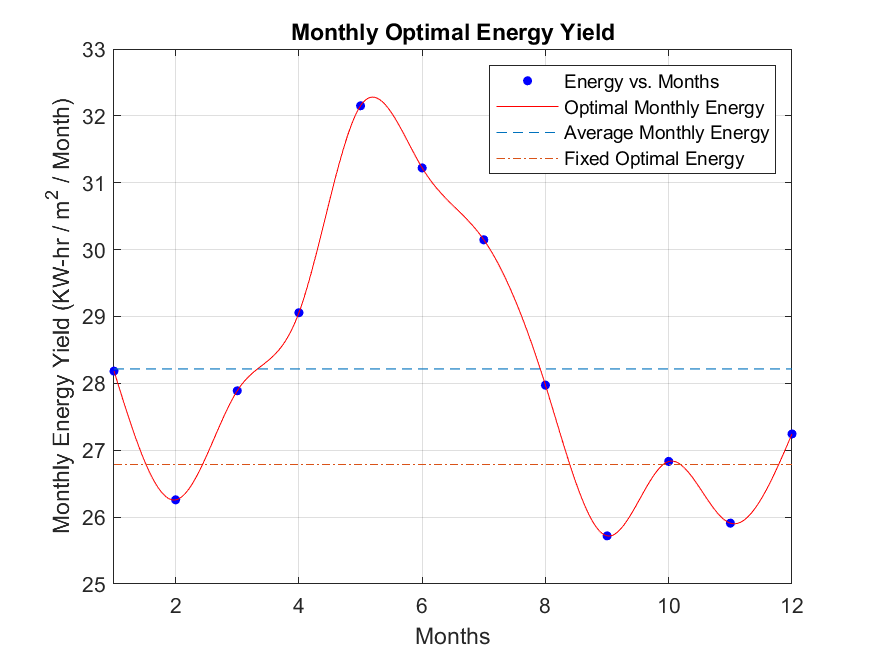 Monthly Optimal Energy Yield
Monthly Energy Yield (KW-hr / m² / Month)
33
32
31
30
29
28
27
26
25
Energy vs. Months
Optimal Monthly Energy
Average Monthly Energy
Fixed Optimal Energy
2 4 6 8 10 12
Months